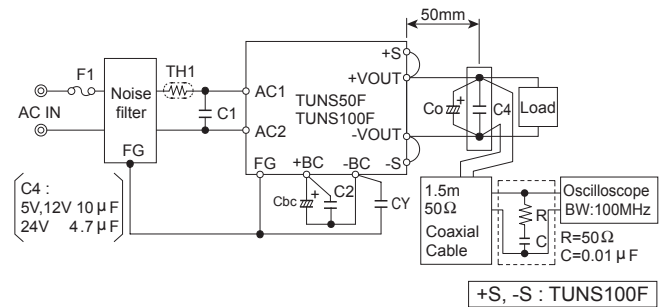 50mm
+S
F1
TH1
+VOUT
Noise
filter
AC1
TUNS50F
TUNS100F
Co
+
C4
Load
AC IN
C1
AC2
-VOUT
FG
FG
+BC
-BC
-S
C4 :
5V,12V 10μF
24V 4.7μF
Cbc
+
C2
CY
1.5m
50Ω
Coaxial
Cable
R
C
Oscilloscope
BW:100MHz
R=50Ω
C=0.01μF
+S, -S : TUNS100F